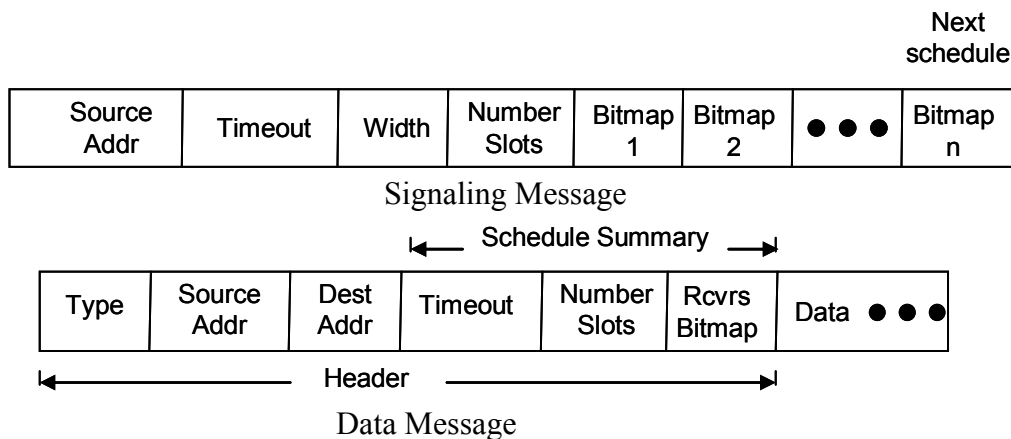 Next
schedule
Source
Addr
Timeout
Width
Number
Slots
Bitmap
1
Bitmap
2
Bitmap
n
Signaling Message
Schedule Summary
Type
Source
Addr
Dest
Addr
Timeout
Number
Slots
Rcvrs
Bitmap
Data
Header
Data Message